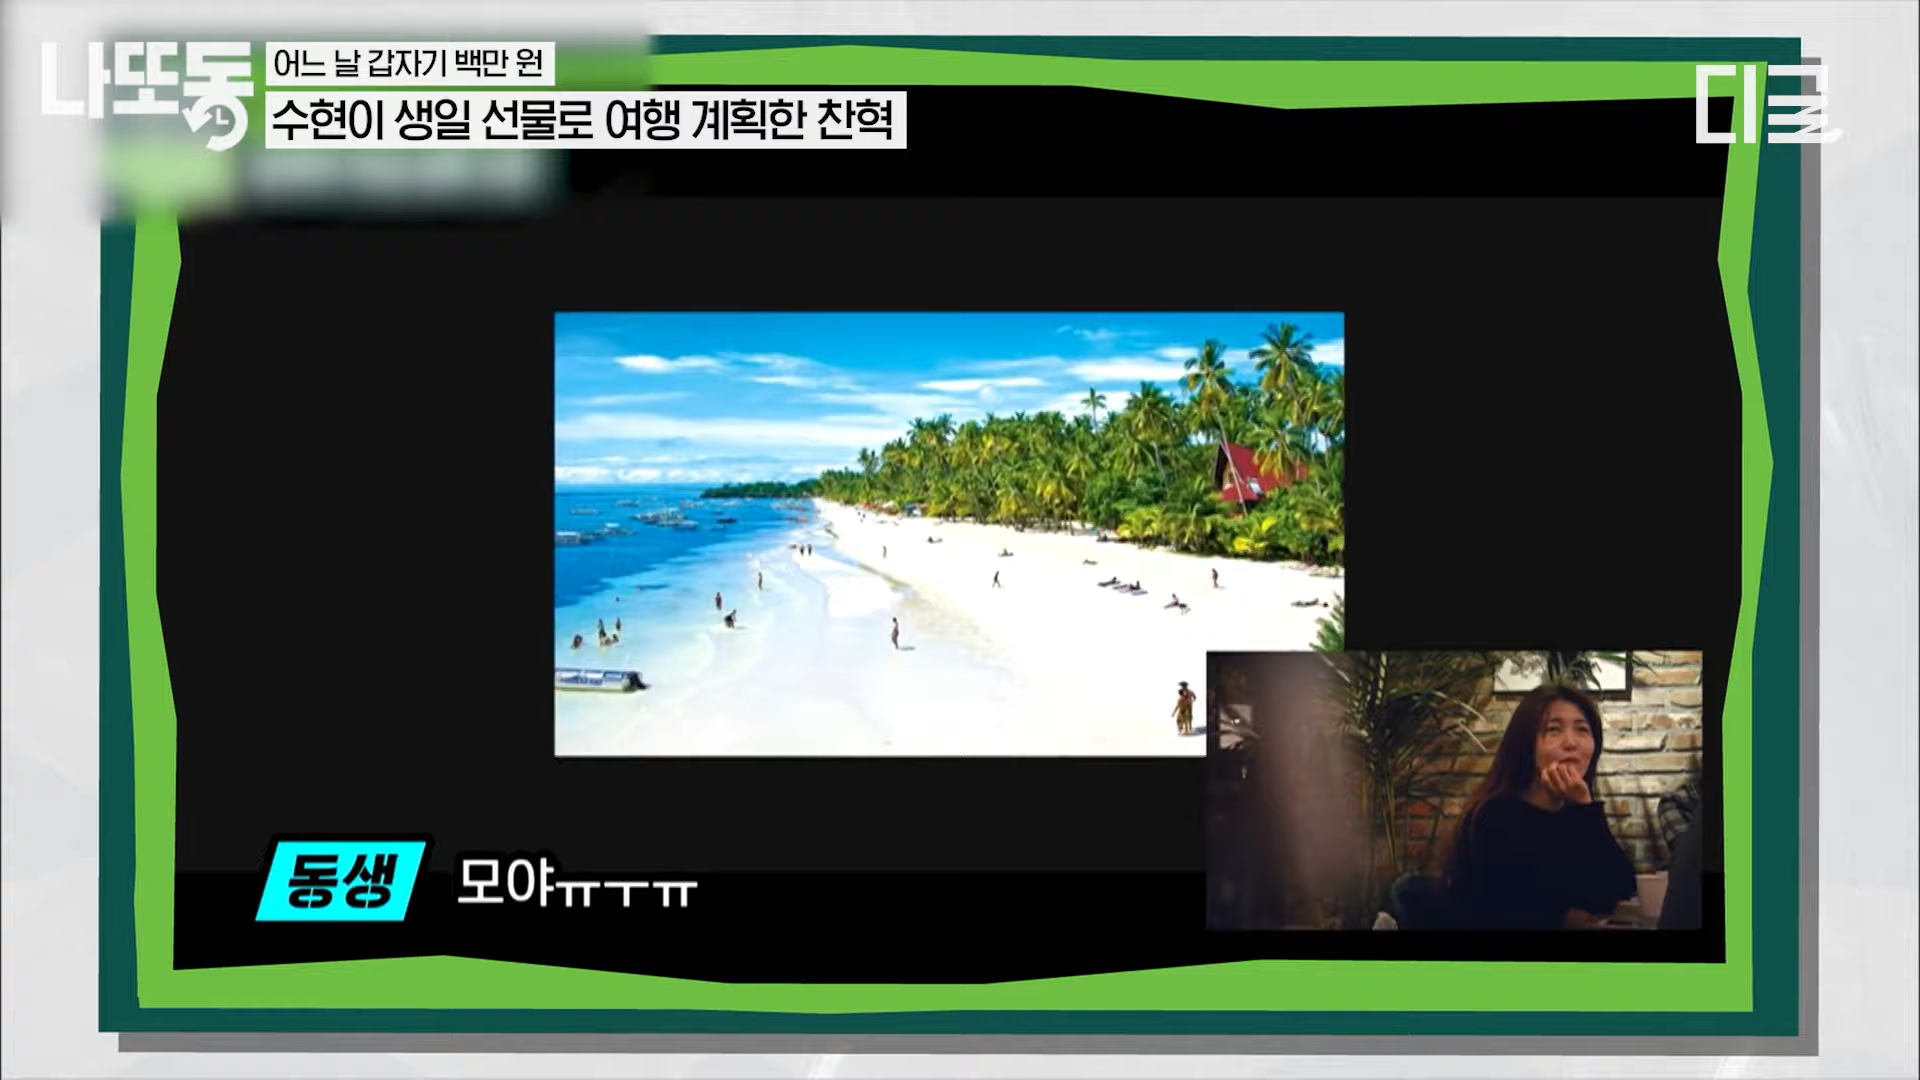 나또동
어느 날 갑자기 백만 원
수현이 생일 선물로 여행 계획한 찬혁
디글
동생 모야ㅠㅜㅠ